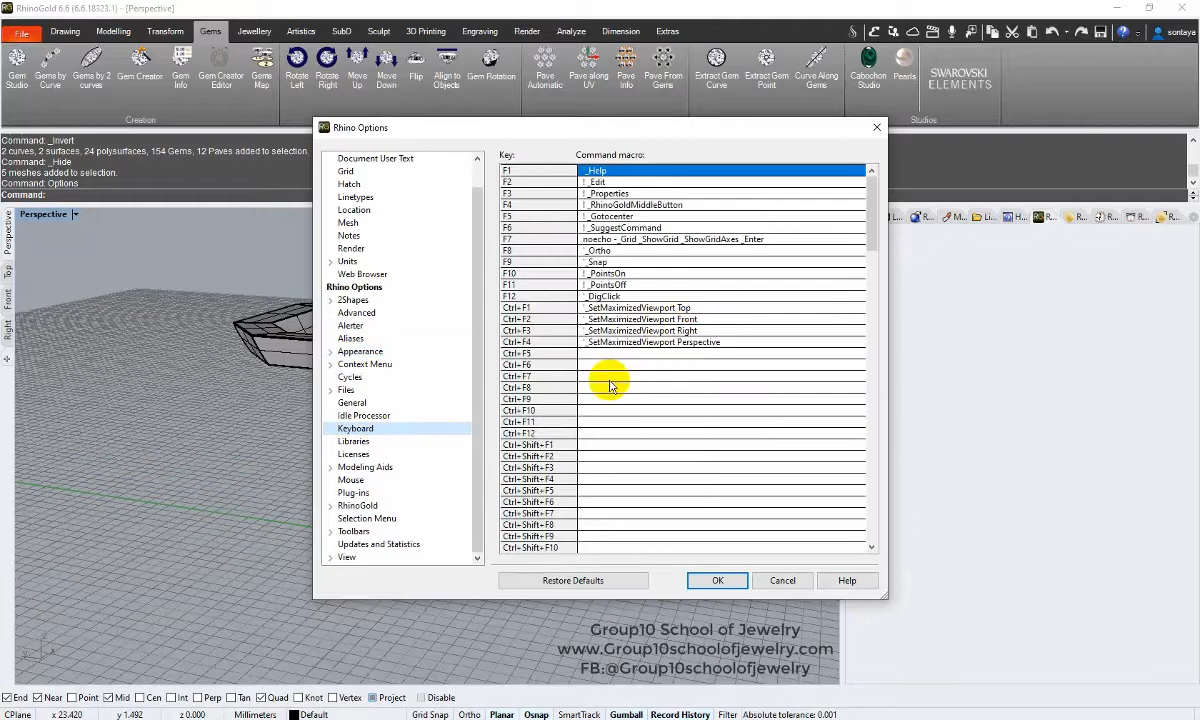 RhinoGold 6.6 (6.6.18323.1) - [Perspective]
File Drawing Modelling Transform Gems Jewellery Artistics SubD Sculpt 3D Printing Engraving Render Analyze Dimension Extras
sontaya
Gem Studio
Gems by Curve
Gems by 2 curves
Gem Creator
Gem Info
Gem Creator Editor
Gems Map
Rotate Left
Rotate Right
Move Up
Move Down
Flip
Align to Objects
Gem Rotation
Pave Automatic
Pave along UV
Pave Info
Pave From Gems
Extract Gem Curve
Extract Gem Point
Curve Along Gems
Cabochon Studio
Pearls
SWAROVSKI ELEMENTS
Creation
Studios
Command: _Invert
2 curves, 2 surfaces, 24 polysurfaces, 154 Gems, 12 Paves added to selection.
Command: _Hide
5 meshes added to selection.
Command: Options
Command:
Perspective
Perspective
Top
Front
Right
Rhino Options
Document User Text
Grid
Hatch
Linetypes
Location
Mesh
Notes
Render
Units
Web Browser
Rhino Options
2Shapes
Advanced
Alerter
Aliases
Appearance
Context Menu
Cycles
Files
General
Idle Processor
Keyboard
Libraries
Licenses
Modeling Aids
Mouse
Plug-ins
RhinoGold
Selection Menu
Toolbars
Updates and Statistics
View
Key: Command macro:
F1 '_Help
F2 ! _Edit
F3 ! _Properties
F4 ! _RhinoGoldMiddleButton
F5 ! _Gotocenter
F6 ! _SuggestCommand
F7 noecho -_Grid _ShowGrid _ShowGridAxes _Enter
F8 '_Ortho
F9 '_Snap
F10 ! _PointsOn
F11 ! _PointsOff
F12 '_DigClick
Ctrl+F1 '_SetMaximizedViewport Top
Ctrl+F2 '_SetMaximizedViewport Front
Ctrl+F3 '_SetMaximizedViewport Right
Ctrl+F4 '_SetMaximizedViewport Perspective
Ctrl+F5
Ctrl+F6
Ctrl+F7
Ctrl+F8
Ctrl+F9
Ctrl+F10
Ctrl+F11
Ctrl+F12
Ctrl+Shift+F1
Ctrl+Shift+F2
Ctrl+Shift+F3
Ctrl+Shift+F4
Ctrl+Shift+F5
Ctrl+Shift+F6
Ctrl+Shift+F7
Ctrl+Shift+F8
Ctrl+Shift+F9
Ctrl+Shift+F10
Restore Defaults OK Cancel Help
L... R... M... Li... H... R... R... R... R... R...
Group10 School of Jewelry
www.Group10schoolofjewelry.com
FB:@Group10schoolofjewelry
End Near Point Mid Cen Int Perp Tan Quad Knot Vertex Project Disable
CPlane x 23.420 y 1.492 z 0.000 Millimeters Default Grid Snap Ortho Planar Osnap SmartTrack Gumball Record History Filter Absolute tolerance: 0.001